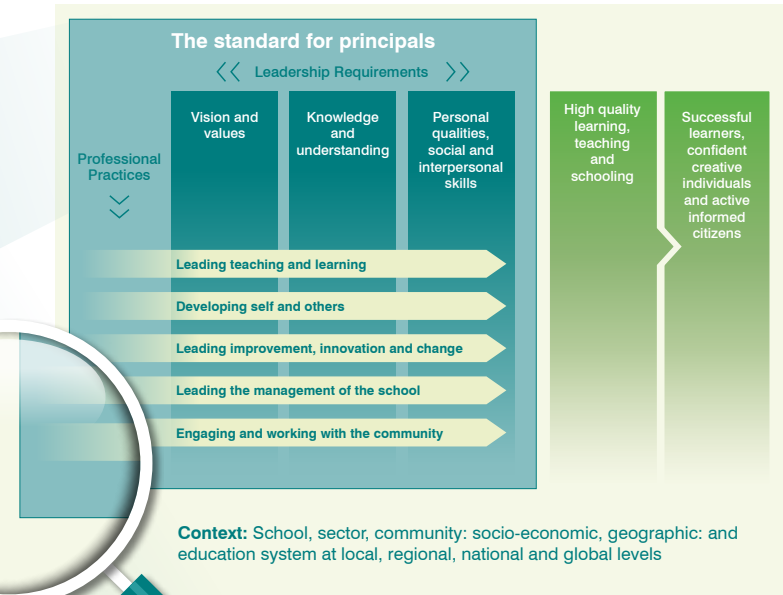 The standard for principals
Leadership Requirements
Professional
Practices
Vision and
values
Knowledge
and
understanding
Personal
qualities,
social and
interpersonal
skills
High quality
learning,
teaching
and
schooling
Successful
learners,
confident
creative
individuals
and active
informed
citizens
Leading teaching and learning
Developing self and others
Leading improvement, innovation and change
Leading the management of the school
Engaging and working with the community
Context: School, sector, community: socio-economic, geographic: and
education system at local, regional, national and global levels